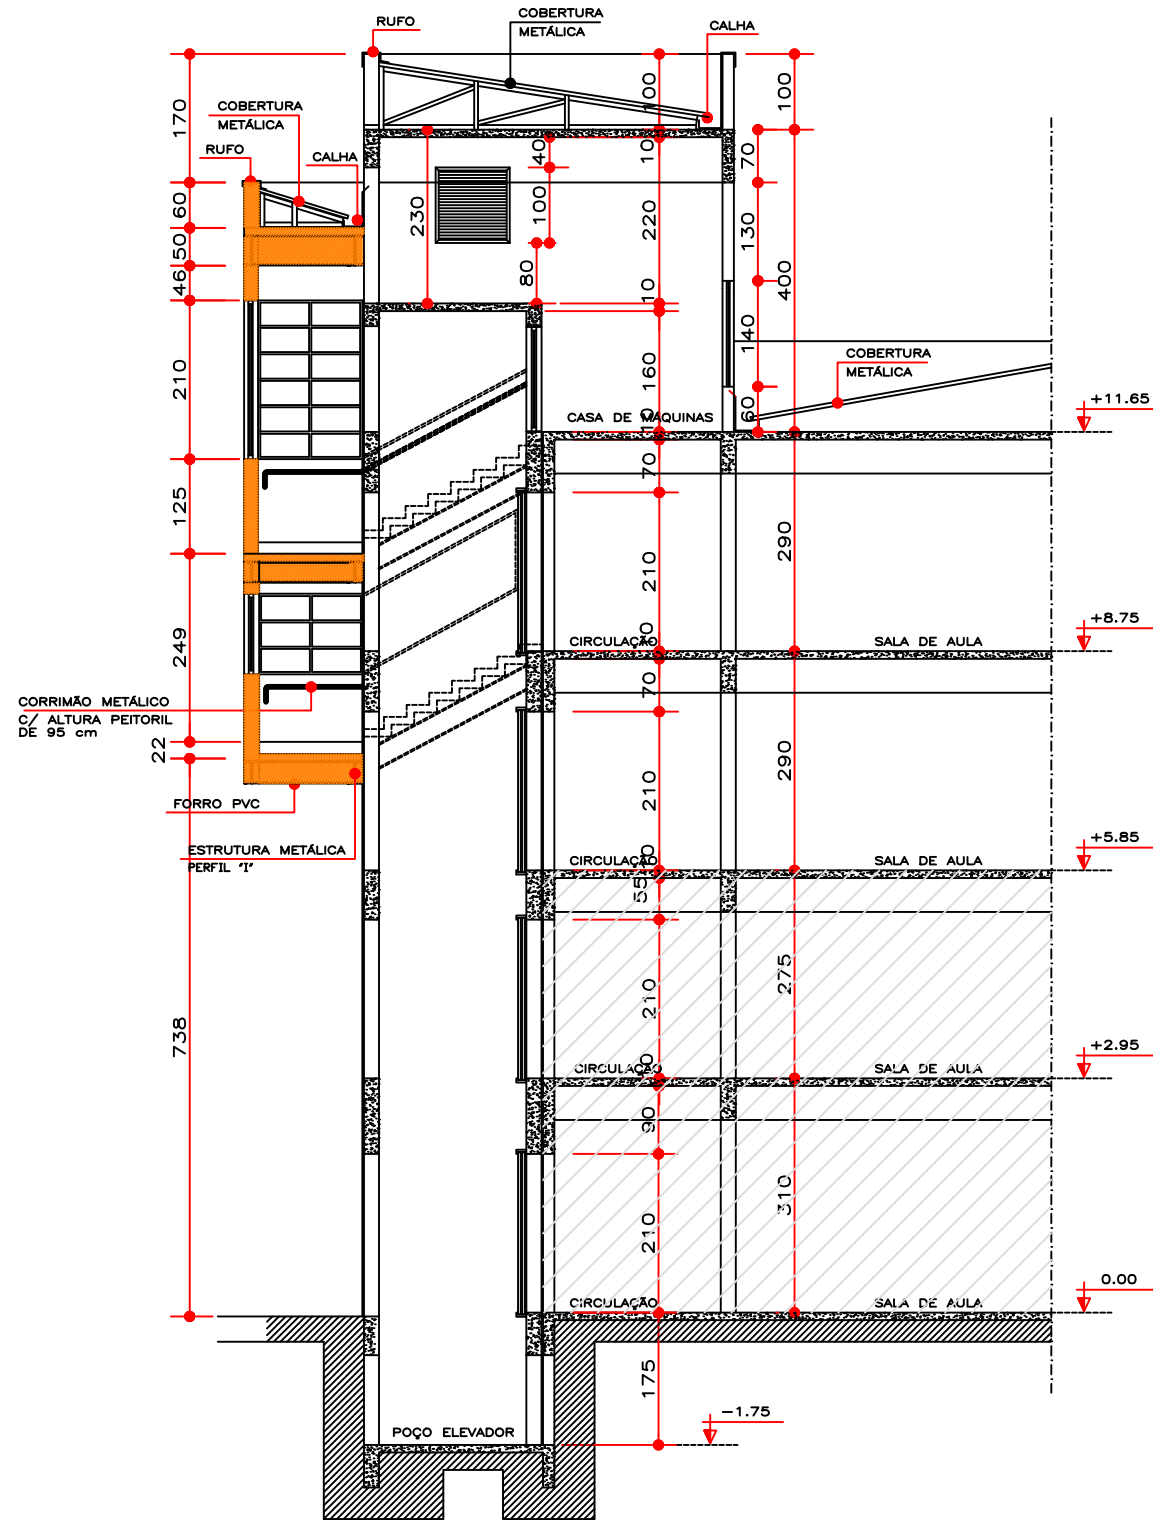 RUFO
COBERTURA
METÁLICA
CALHA
170
100
100
COBERTURA
METÁLICA
RUFO
CALHA
40
10
70
60
230
100
220
130
50
46
80
10
400
210
160
140
COBERTURA
METÁLICA
60
+11.65
CASA DE MÁQUINAS
10
70
125
290
210
249
+8.75
CIRCULAÇÃO
SALA DE AULA
70
CORRIMÃO METÁLICO
C/ ALTURA PEITORIL
DE 95 cm
22
290
210
FORRO PVC
ESTRUTURA METÁLICA
PERFIL "I"
+5.85
CIRCULAÇÃO
SALA DE AULA
55
275
210
738
+2.95
CIRCULAÇÃO
SALA DE AULA
90
310
210
0.00
CIRCULAÇÃO
SALA DE AULA
175
-1.75
POÇO ELEVADOR